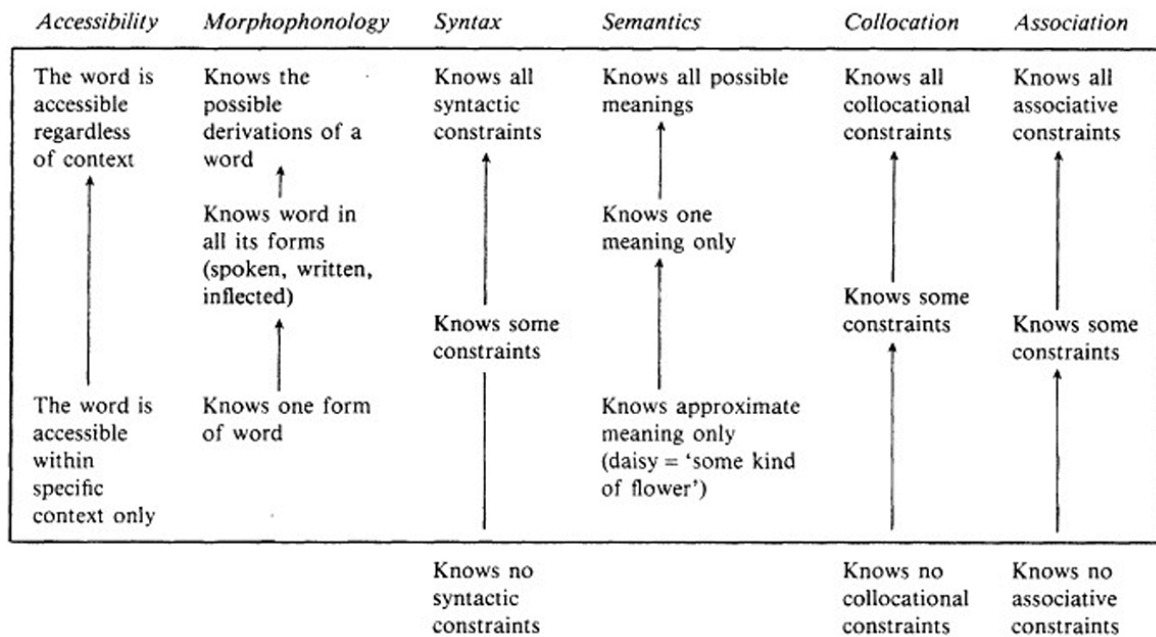 Accessibility
Morphophonology
Syntax
Semantics
Collocation
Association
The word is
accessible
regardless
of context
Knows the
possible
derivations of a
word
Knows all
syntactic
constraints
Knows all possible
meanings
Knows all
collocational
constraints
Knows all
associative
constraints
Knows word in
all its forms
(spoken, written,
inflected)
Knows one
meaning only
Knows some
constraints
Knows some
constraints
Knows some
constraints
The word is
accessible
within
specific
context only
Knows one form
of word
Knows approximate
meaning only
(daisy = ‘some kind
of flower’)
Knows no
syntactic
constraints
Knows no
collocational
constraints
Knows no
associative
constraints